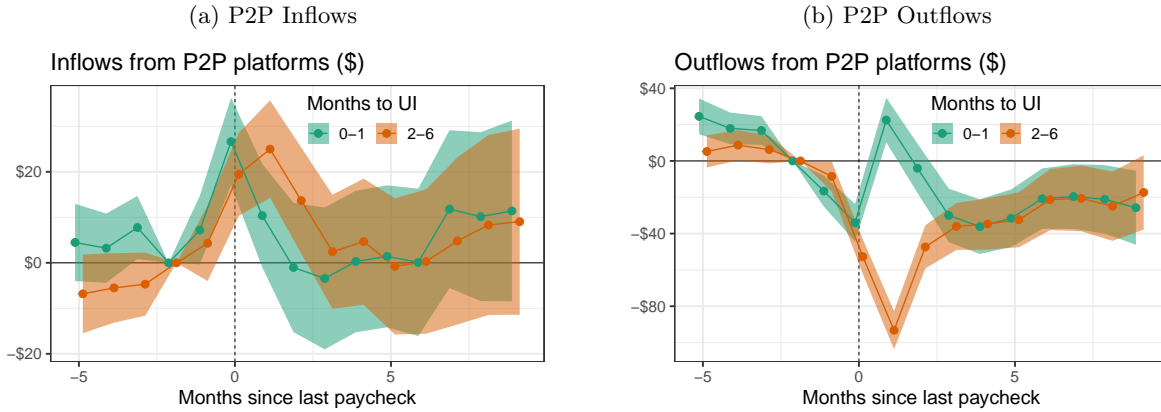 (a) P2P Inflows
Inflows from P2P platforms ($)
Months to UI
0−1 2−6
$20
$0
−$20
−5 0 5
Months since last paycheck
(b) P2P Outflows
Outflows from P2P platforms ($)
Months to UI
0−1 2−6
$40
$0
−$40
−$80
−5 0 5
Months since last paycheck